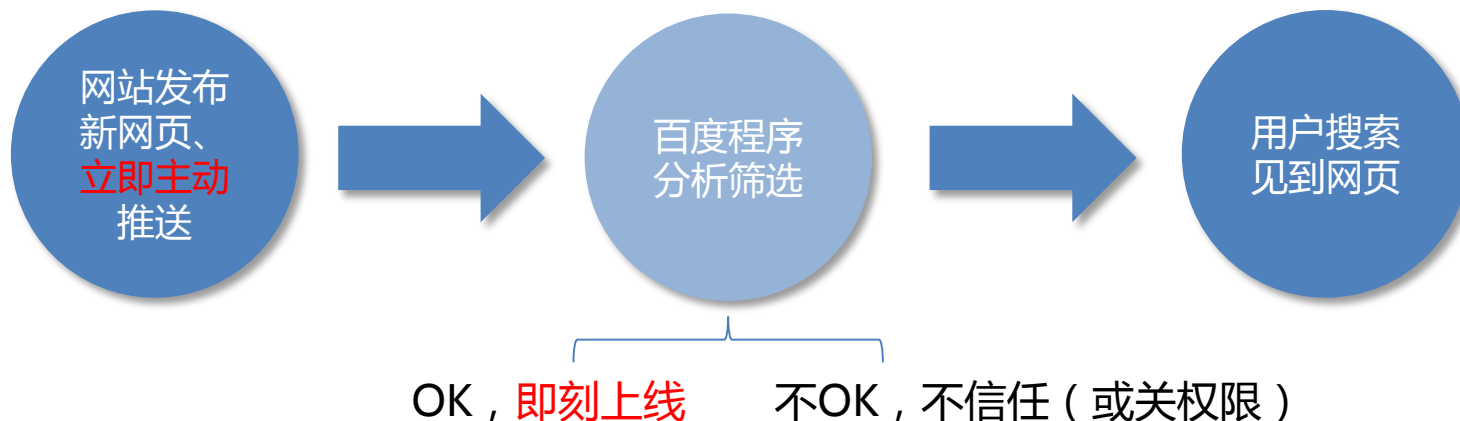 网站发布
新网页、
立即主动
推送
百度程序
分析筛选
用户搜索
见到网页
OK，即刻上线
不OK，不信任（或关权限）